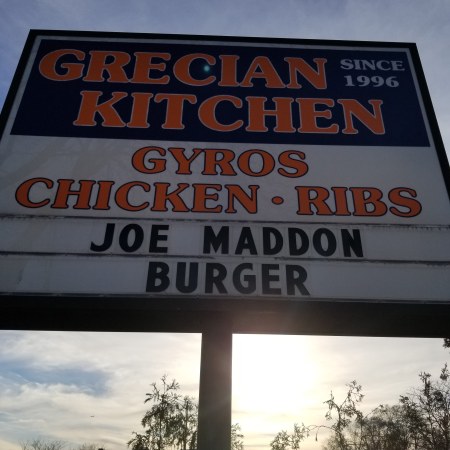 GRECIAN SINCE
KITCHEN 1996
GYROS
CHICKEN • RIBS
JOE MADDON
BURGER